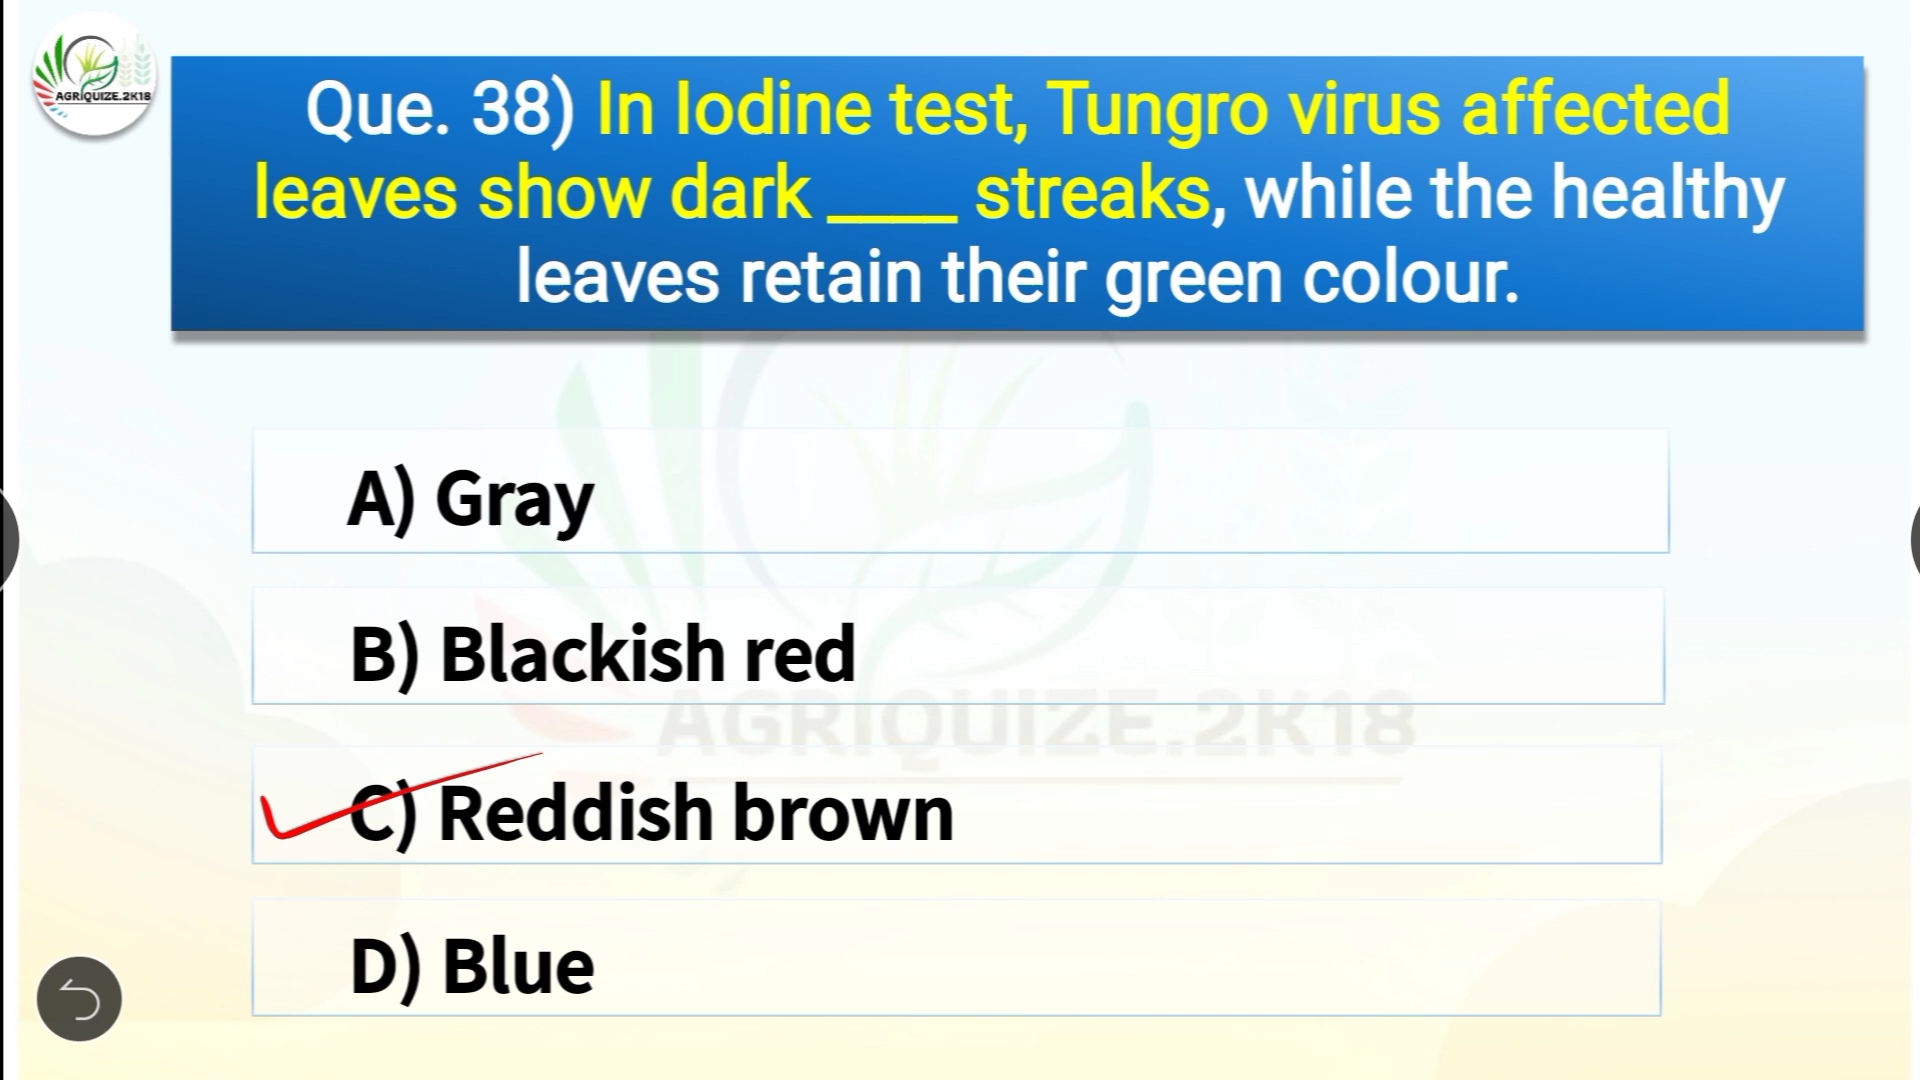 AGRIQUIZE.2K18
Que. 38) In Iodine test, Tungro virus affected
leaves show dark ____ streaks, while the healthy
leaves retain their green colour.
A) Gray
B) Blackish red
AGRIQUIZE.2K18
C) Reddish brown
D) Blue